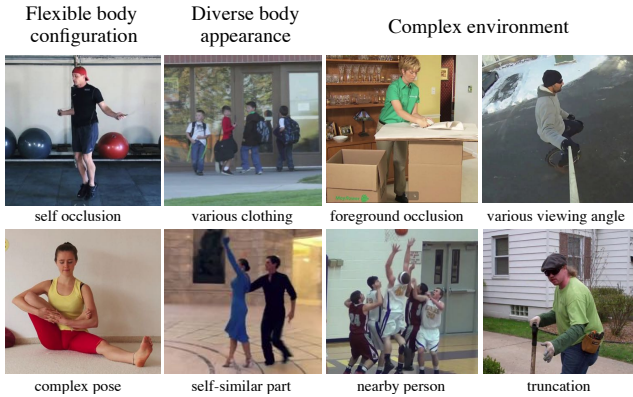 Flexible body
configuration
Diverse body
appearance
Complex environment
self occlusion
various clothing
foreground occlusion
various viewing angle
complex pose
self-similar part
nearby person
truncation